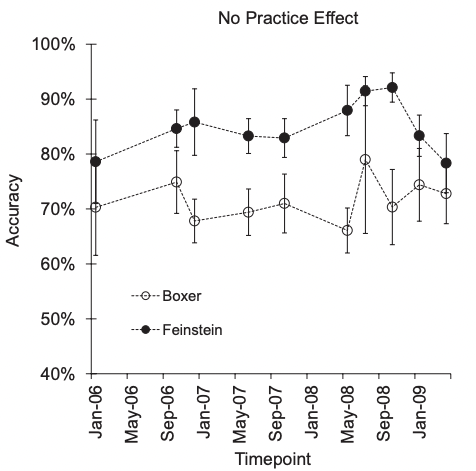 No Practice Effect
100%
90%
80%
70%
60%
50%
40%
Accuracy
Boxer
Feinstein
Jan-06
May-06
Sep-06
Jan-07
May-07
Sep-07
Jan-08
May-08
Sep-08
Jan-09
Timepoint